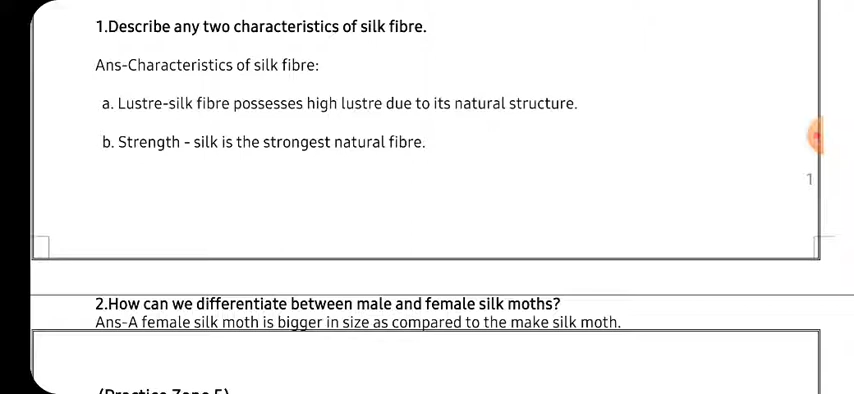 1.Describe any two characteristics of silk fibre.
Ans-Characteristics of silk fibre:
a. Lustre-silk fibre possesses high lustre due to its natural structure.
b. Strength - silk is the strongest natural fibre.
1
2.How can we differentiate between male and female silk moths?
Ans-A female silk moth is bigger in size as compared to the make silk moth.
(Practice Zone 5)